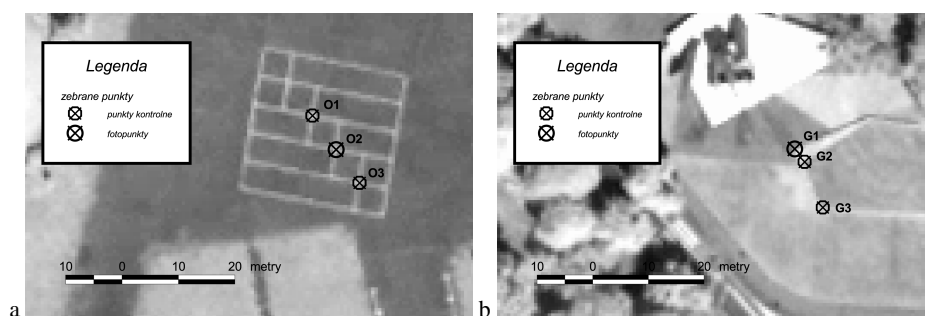 Legenda
zebrane punkty
punkty kontrolne
fotopunkty
O1
O2
O3
10 0 10 20 metry
a
Legenda
zebrane punkty
punkty kontrolne
fotopunkty
G1
G2
G3
10 0 10 20 metry
b